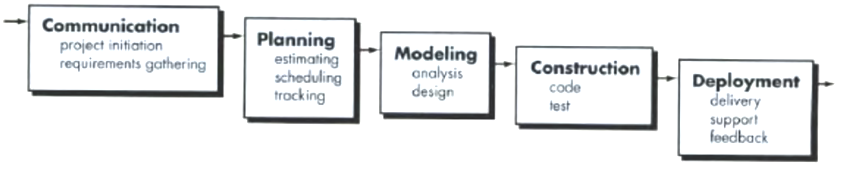 Communication
project initiation
requirements gathering
Planning
estimating
scheduling
tracking
Modeling
analysis
design
Construction
code
test
Deployment
delivery
support
feedback